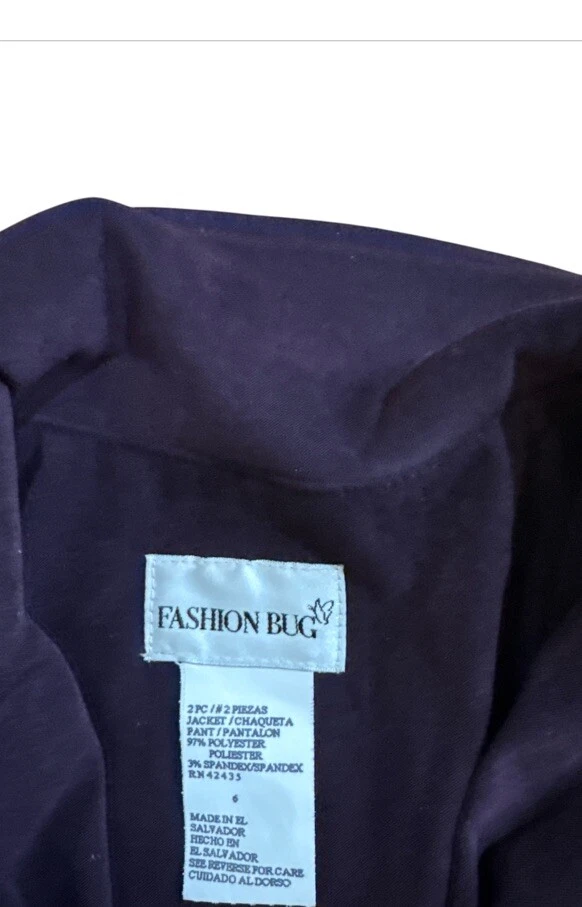 FASHION BUG
2 PC / # 2 PIEZAS
JACKET / CHAQUETA
PANT / PANTALON
97% POLYESTER
POLIESTER
3% SPANDEX/SPANDEX
RN 42435
6
MADE IN EL
SALVADOR
HECHO EN
EL SALVADOR
SEE REVERSE FOR CARE
CUIDADO AL DORSO